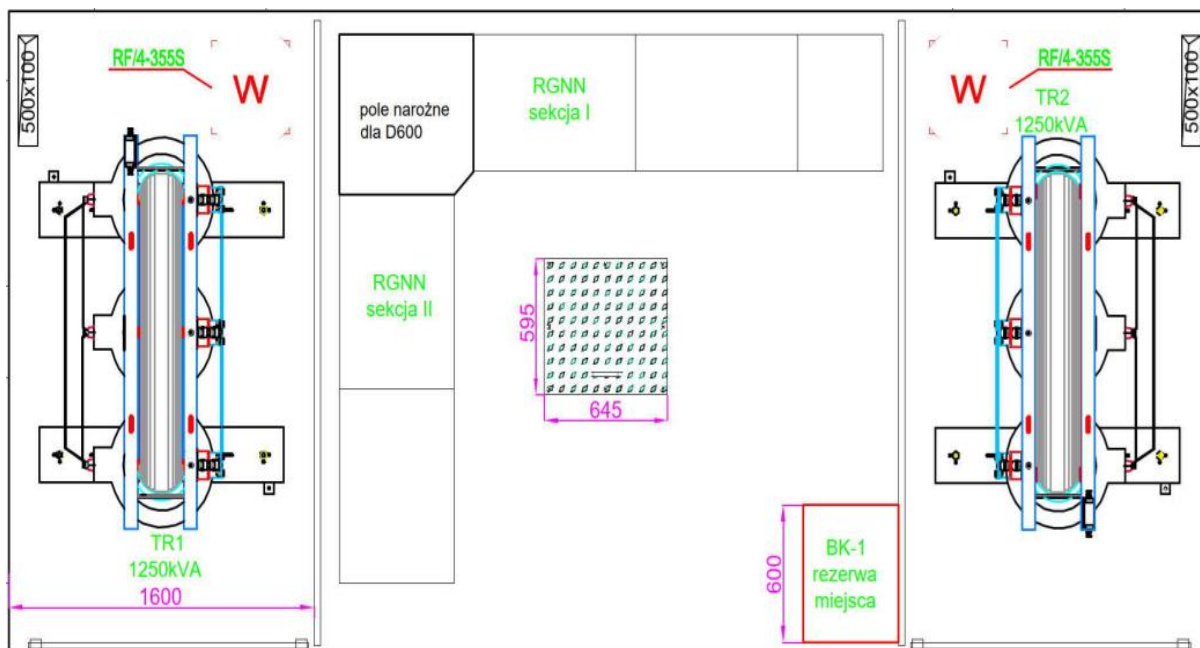 500x100
RF/4-355S
W
pole narożne
dla D600
RGNN
sekcja I
RF/4-355S
W
TR2
1250kVA
500x100
RGNN
sekcja II
595
645
TR1
1250kVA
1600
600
BK-1
rezerwa
miejsca